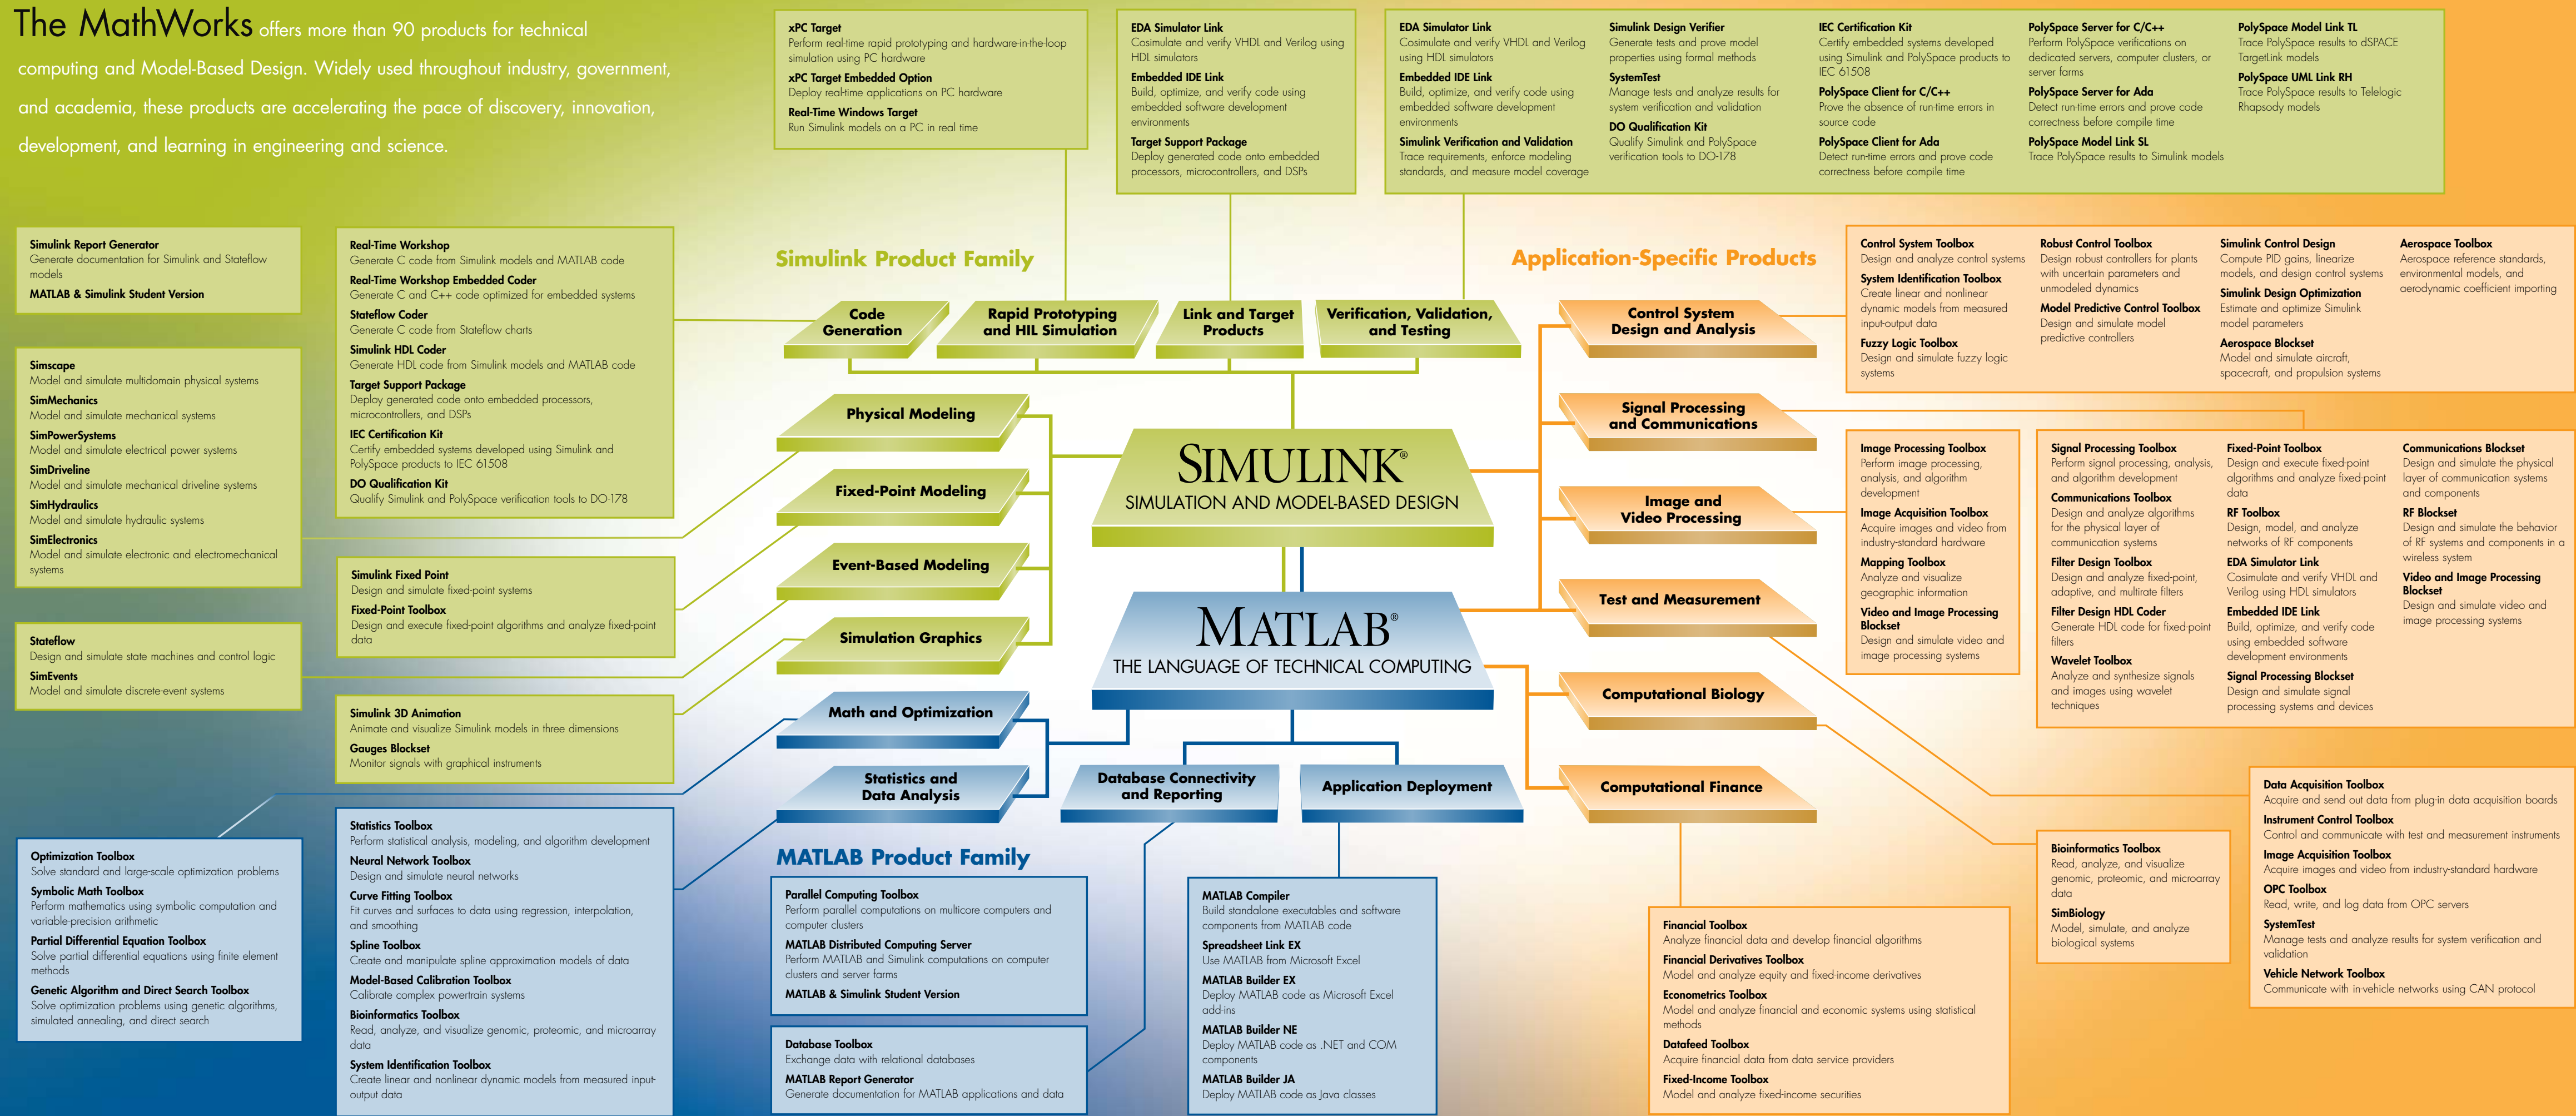 The MathWorks offers more than 90 products for technical
computing and Model-Based Design. Widely used throughout industry, government,
and academia, these products are accelerating the pace of discovery, innovation,
development, and learning in engineering and science.
xPC Target
Perform real-time rapid prototyping and hardware-in-the-loop
simulation using PC hardware
xPC Target Embedded Option
Deploy real-time applications on PC hardware
Real-Time Windows Target
Run Simulink models on a PC in real time
EDA Simulator Link
Cosimulate and verify VHDL and Verilog using
HDL simulators
Embedded IDE Link
Build, optimize, and verify code using
embedded software development
environments
Target Support Package
Deploy generated code onto embedded
processors, microcontrollers, and DSPs
EDA Simulator Link
Cosimulate and verify VHDL and Verilog
using HDL simulators
Embedded IDE Link
Build, optimize, and verify code using
embedded software development
environments
Simulink Verification and Validation
Trace requirements, enforce modeling
standards, and measure model coverage
Simulink Design Verifier
Generate tests and prove model
properties using formal methods
SystemTest
Manage tests and analyze results for
system verification and validation
DO Qualification Kit
Qualify Simulink and PolySpace
verification tools to DO-178
IEC Certification Kit
Certify embedded systems developed
using Simulink and PolySpace products to
IEC 61508
PolySpace Client for C/C++
Prove the absence of run-time errors in
source code
PolySpace Client for Ada
Detect run-time errors and prove code
correctness before compile time
PolySpace Server for C/C++
Perform PolySpace verifications on
dedicated servers, computer clusters, or
server farms
PolySpace Server for Ada
Detect run-time errors and prove code
correctness before compile time
PolySpace Model Link SL
Trace PolySpace results to Simulink models
PolySpace Model Link TL
Trace PolySpace results to dSPACE
TargetLink models
PolySpace UML Link RH
Trace PolySpace results to Telelogic
Rhapsody models
Simulink Report Generator
Generate documentation for Simulink and Stateflow
models
MATLAB & Simulink Student Version
Simscape
Model and simulate multidomain physical systems
SimMechanics
Model and simulate mechanical systems
SimPowerSystems
Model and simulate electrical power systems
SimDriveline
Model and simulate mechanical driveline systems
SimHydraulics
Model and simulate hydraulic systems
SimElectronics
Model and simulate electronic and electromechanical
systems
Stateflow
Design and simulate state machines and control logic
SimEvents
Model and simulate discrete-event systems
Real-Time Workshop
Generate C code from Simulink models and MATLAB code
Real-Time Workshop Embedded Coder
Generate C and C++ code optimized for embedded systems
Stateflow Coder
Generate C code from Stateflow charts
Simulink HDL Coder
Generate HDL code from Simulink models and MATLAB code
Target Support Package
Deploy generated code onto embedded processors,
microcontrollers, and DSPs
IEC Certification Kit
Certify embedded systems developed using Simulink and
PolySpace products to IEC 61508
DO Qualification Kit
Qualify Simulink and PolySpace verification tools to DO-178
Simulink Fixed Point
Design and simulate fixed-point systems
Fixed-Point Toolbox
Design and execute fixed-point algorithms and analyze fixed-point
data
Simulink 3D Animation
Animate and visualize Simulink models in three dimensions
Gauges Blockset
Monitor signals with graphical instruments
Simulink Product Family
Code
Generation
Rapid Prototyping
and HIL Simulation
Link and Target
Products
Verification, Validation,
and Testing
Physical Modeling
Fixed-Point Modeling
Event-Based Modeling
Simulation Graphics
SIMULINK®
SIMULATION AND MODEL-BASED DESIGN
MATLAB®
THE LANGUAGE OF TECHNICAL COMPUTING
Math and Optimization
Statistics and
Data Analysis
Database Connectivity
and Reporting
Application Deployment
MATLAB Product Family
Application-Specific Products
Control System
Design and Analysis
Signal Processing
and Communications
Image and
Video Processing
Test and Measurement
Computational Biology
Computational Finance
Control System Toolbox
Design and analyze control systems
System Identification Toolbox
Create linear and nonlinear
dynamic models from measured
input-output data
Fuzzy Logic Toolbox
Design and simulate fuzzy logic
systems
Robust Control Toolbox
Design robust controllers for plants
with uncertain parameters and
unmodeled dynamics
Model Predictive Control Toolbox
Design and simulate model
predictive controllers
Simulink Control Design
Compute PID gains, linearize
models, and design control systems
Simulink Design Optimization
Estimate and optimize Simulink
model parameters
Aerospace Blockset
Model and simulate aircraft,
spacecraft, and propulsion systems
Aerospace Toolbox
Aerospace reference standards,
environmental models, and
aerodynamic coefficient importing
Image Processing Toolbox
Perform image processing,
analysis, and algorithm
development
Image Acquisition Toolbox
Acquire images and video from
industry-standard hardware
Mapping Toolbox
Analyze and visualize
geographic information
Video and Image Processing
Blockset
Design and simulate video and
image processing systems
Signal Processing Toolbox
Perform signal processing, analysis,
and algorithm development
Communications Toolbox
Design and analyze algorithms
for the physical layer of
communication systems
Filter Design Toolbox
Design and analyze fixed-point,
adaptive, and multirate filters
Filter Design HDL Coder
Generate HDL code for fixed-point
filters
Wavelet Toolbox
Analyze and synthesize signals
and images using wavelet
techniques
Fixed-Point Toolbox
Design and execute fixed-point
algorithms and analyze fixed-point
data
RF Toolbox
Design, model, and analyze
networks of RF components
EDA Simulator Link
Cosimulate and verify VHDL and
Verilog using HDL simulators
Embedded IDE Link
Build, optimize, and verify code
using embedded software
development environments
Signal Processing Blockset
Design and simulate signal
processing systems and devices
Communications Blockset
Design and simulate the physical
layer of communication systems
and components
RF Blockset
Design and simulate the behavior
of RF systems and components in a
wireless system
Video and Image Processing
Blockset
Design and simulate video and
image processing systems
Optimization Toolbox
Solve standard and large-scale optimization problems
Symbolic Math Toolbox
Perform mathematics using symbolic computation and
variable-precision arithmetic
Partial Differential Equation Toolbox
Solve partial differential equations using finite element
methods
Genetic Algorithm and Direct Search Toolbox
Solve optimization problems using genetic algorithms,
simulated annealing, and direct search
Statistics Toolbox
Perform statistical analysis, modeling, and algorithm development
Neural Network Toolbox
Design and simulate neural networks
Curve Fitting Toolbox
Fit curves and surfaces to data using regression, interpolation,
and smoothing
Spline Toolbox
Create and manipulate spline approximation models of data
Model-Based Calibration Toolbox
Calibrate complex powertrain systems
Bioinformatics Toolbox
Read, analyze, and visualize genomic, proteomic, and microarray
data
System Identification Toolbox
Create linear and nonlinear dynamic models from measured input-
output data
Parallel Computing Toolbox
Perform parallel computations on multicore computers and
computer clusters
MATLAB Distributed Computing Server
Perform MATLAB and Simulink computations on computer
clusters and server farms
MATLAB & Simulink Student Version
Database Toolbox
Exchange data with relational databases
MATLAB Report Generator
Generate documentation for MATLAB applications and data
MATLAB Compiler
Build standalone executables and software
components from MATLAB code
Spreadsheet Link EX
Use MATLAB from Microsoft Excel
MATLAB Builder EX
Deploy MATLAB code as Microsoft Excel
add-ins
MATLAB Builder NE
Deploy MATLAB code as .NET and COM
components
MATLAB Builder JA
Deploy MATLAB code as Java classes
Financial Toolbox
Analyze financial data and develop financial algorithms
Financial Derivatives Toolbox
Model and analyze equity and fixed-income derivatives
Econometrics Toolbox
Model and analyze financial and economic systems using statistical
methods
Datafeed Toolbox
Acquire financial data from data service providers
Fixed-Income Toolbox
Model and analyze fixed-income securities
Bioinformatics Toolbox
Read, analyze, and visualize
genomic, proteomic, and microarray
data
SimBiology
Model, simulate, and analyze
biological systems
Data Acquisition Toolbox
Acquire and send out data from plug-in data acquisition boards
Instrument Control Toolbox
Control and communicate with test and measurement instruments
Image Acquisition Toolbox
Acquire images and video from industry-standard hardware
OPC Toolbox
Read, write, and log data from OPC servers
SystemTest
Manage tests and analyze results for system verification and
validation
Vehicle Network Toolbox
Communicate with in-vehicle networks using CAN protocol